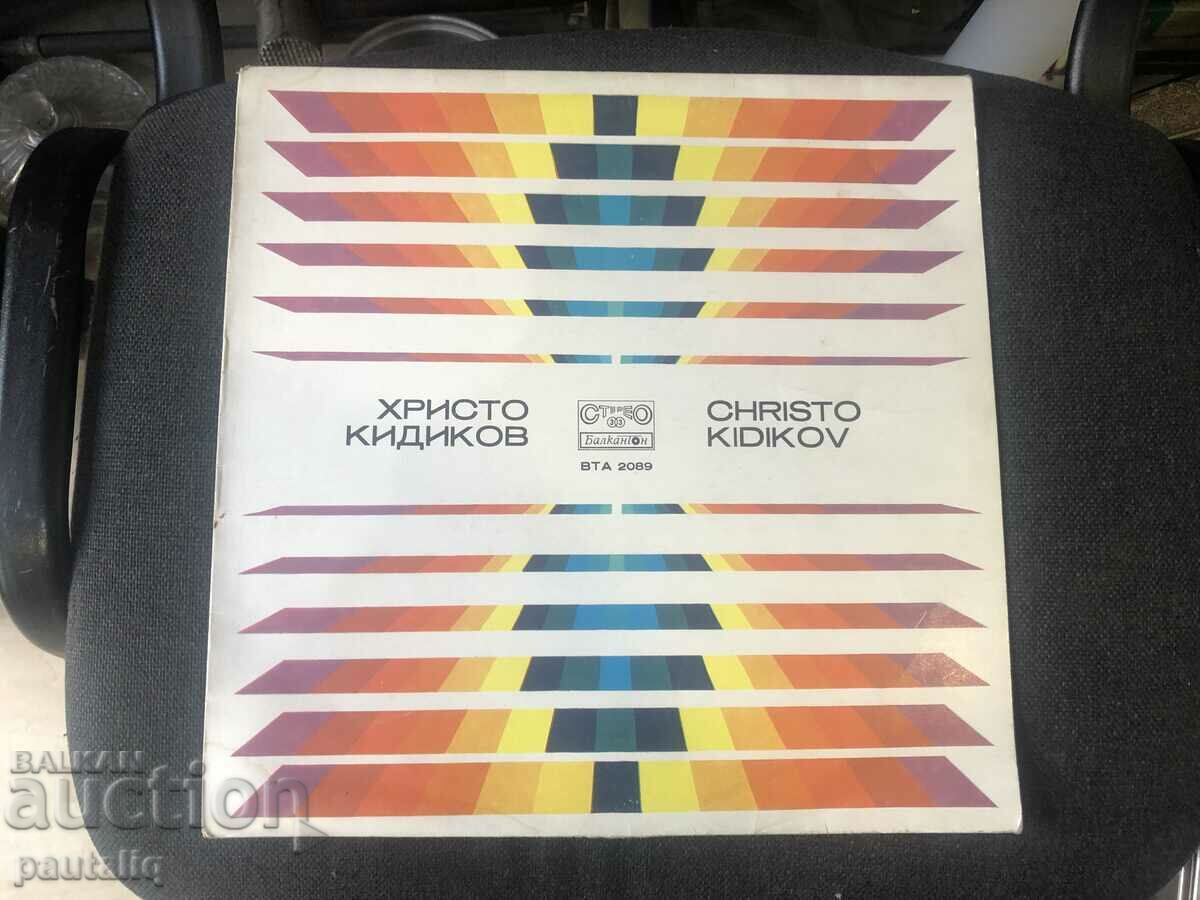 ХРИСТО
КИДИКОВ
СТЕРЕО
33
Балкантон
ВТА 2089
CHRISTO
KIDIKOV
BALKAN
auction
pautaliq